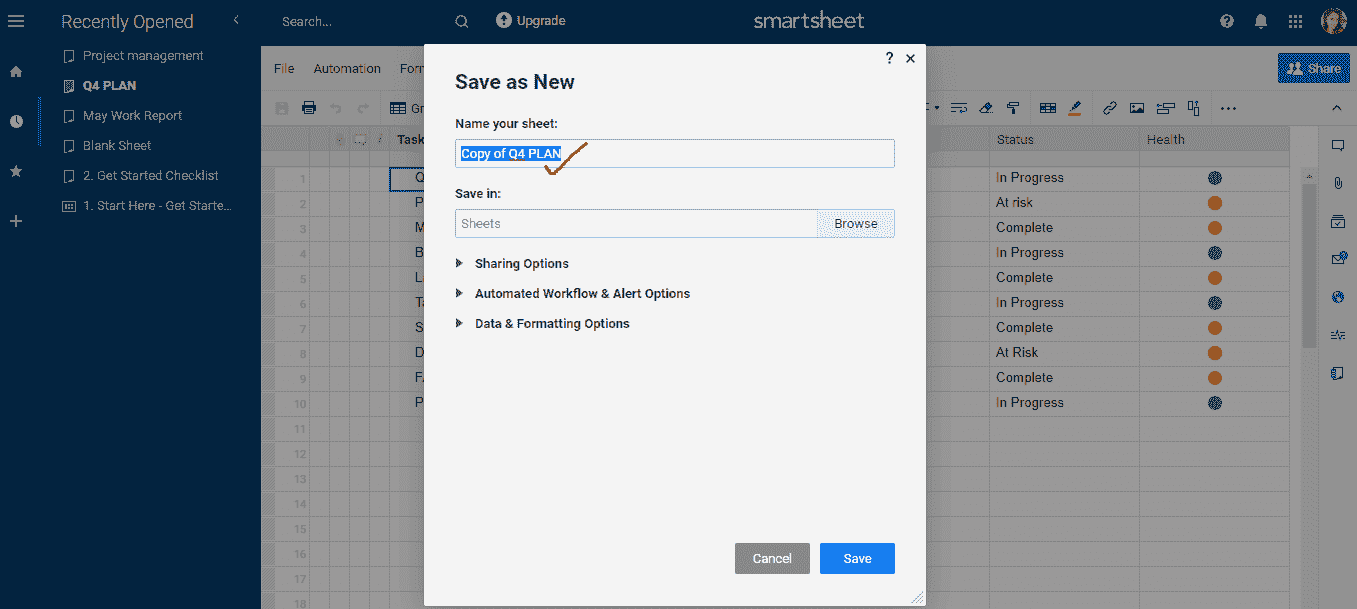 Recently Opened
Search...
Upgrade
smartsheet
Project management
Q4 PLAN
May Work Report
Blank Sheet
2. Get Started Checklist
1. Start Here - Get Starte...
File Automation
Share
Save as New
Name your sheet:
Copy of Q4 PLAN
Save in:
Sheets
Browse
Sharing Options
Automated Workflow & Alert Options
Data & Formatting Options
Cancel
Save
Task
Status Health
1 In Progress
2 At risk
3 Complete
4 In Progress
5 Complete
6 In Progress
7 Complete
8 At Risk
9 Complete
10 In Progress
11
12
13
14
15
16
17
18